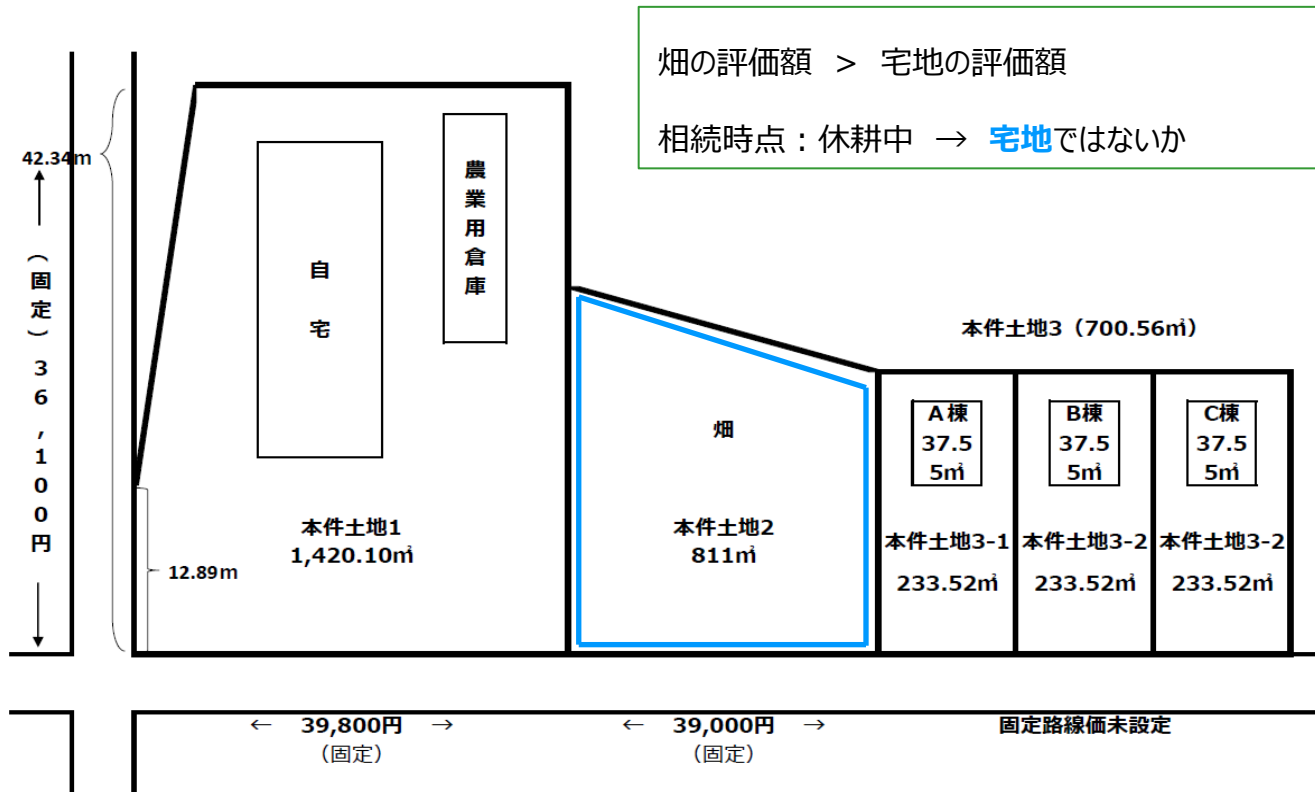 畑の評価額 > 宅地の評価額
相続時点：休耕中 → 宅地ではないか
42.34m
（固定）36,100円
12.89m
自宅
農業用倉庫
本件土地1
1,420.10㎡
畑
本件土地2
811㎡
本件土地3（700.56㎡）
A棟
37.5
5㎡
B棟
37.5
5㎡
C棟
37.5
5㎡
本件土地3-1
233.52㎡
本件土地3-2
233.52㎡
本件土地3-2
233.52㎡
← 39,800円 →
（固定）
← 39,000円 →
（固定）
固定路線価未設定